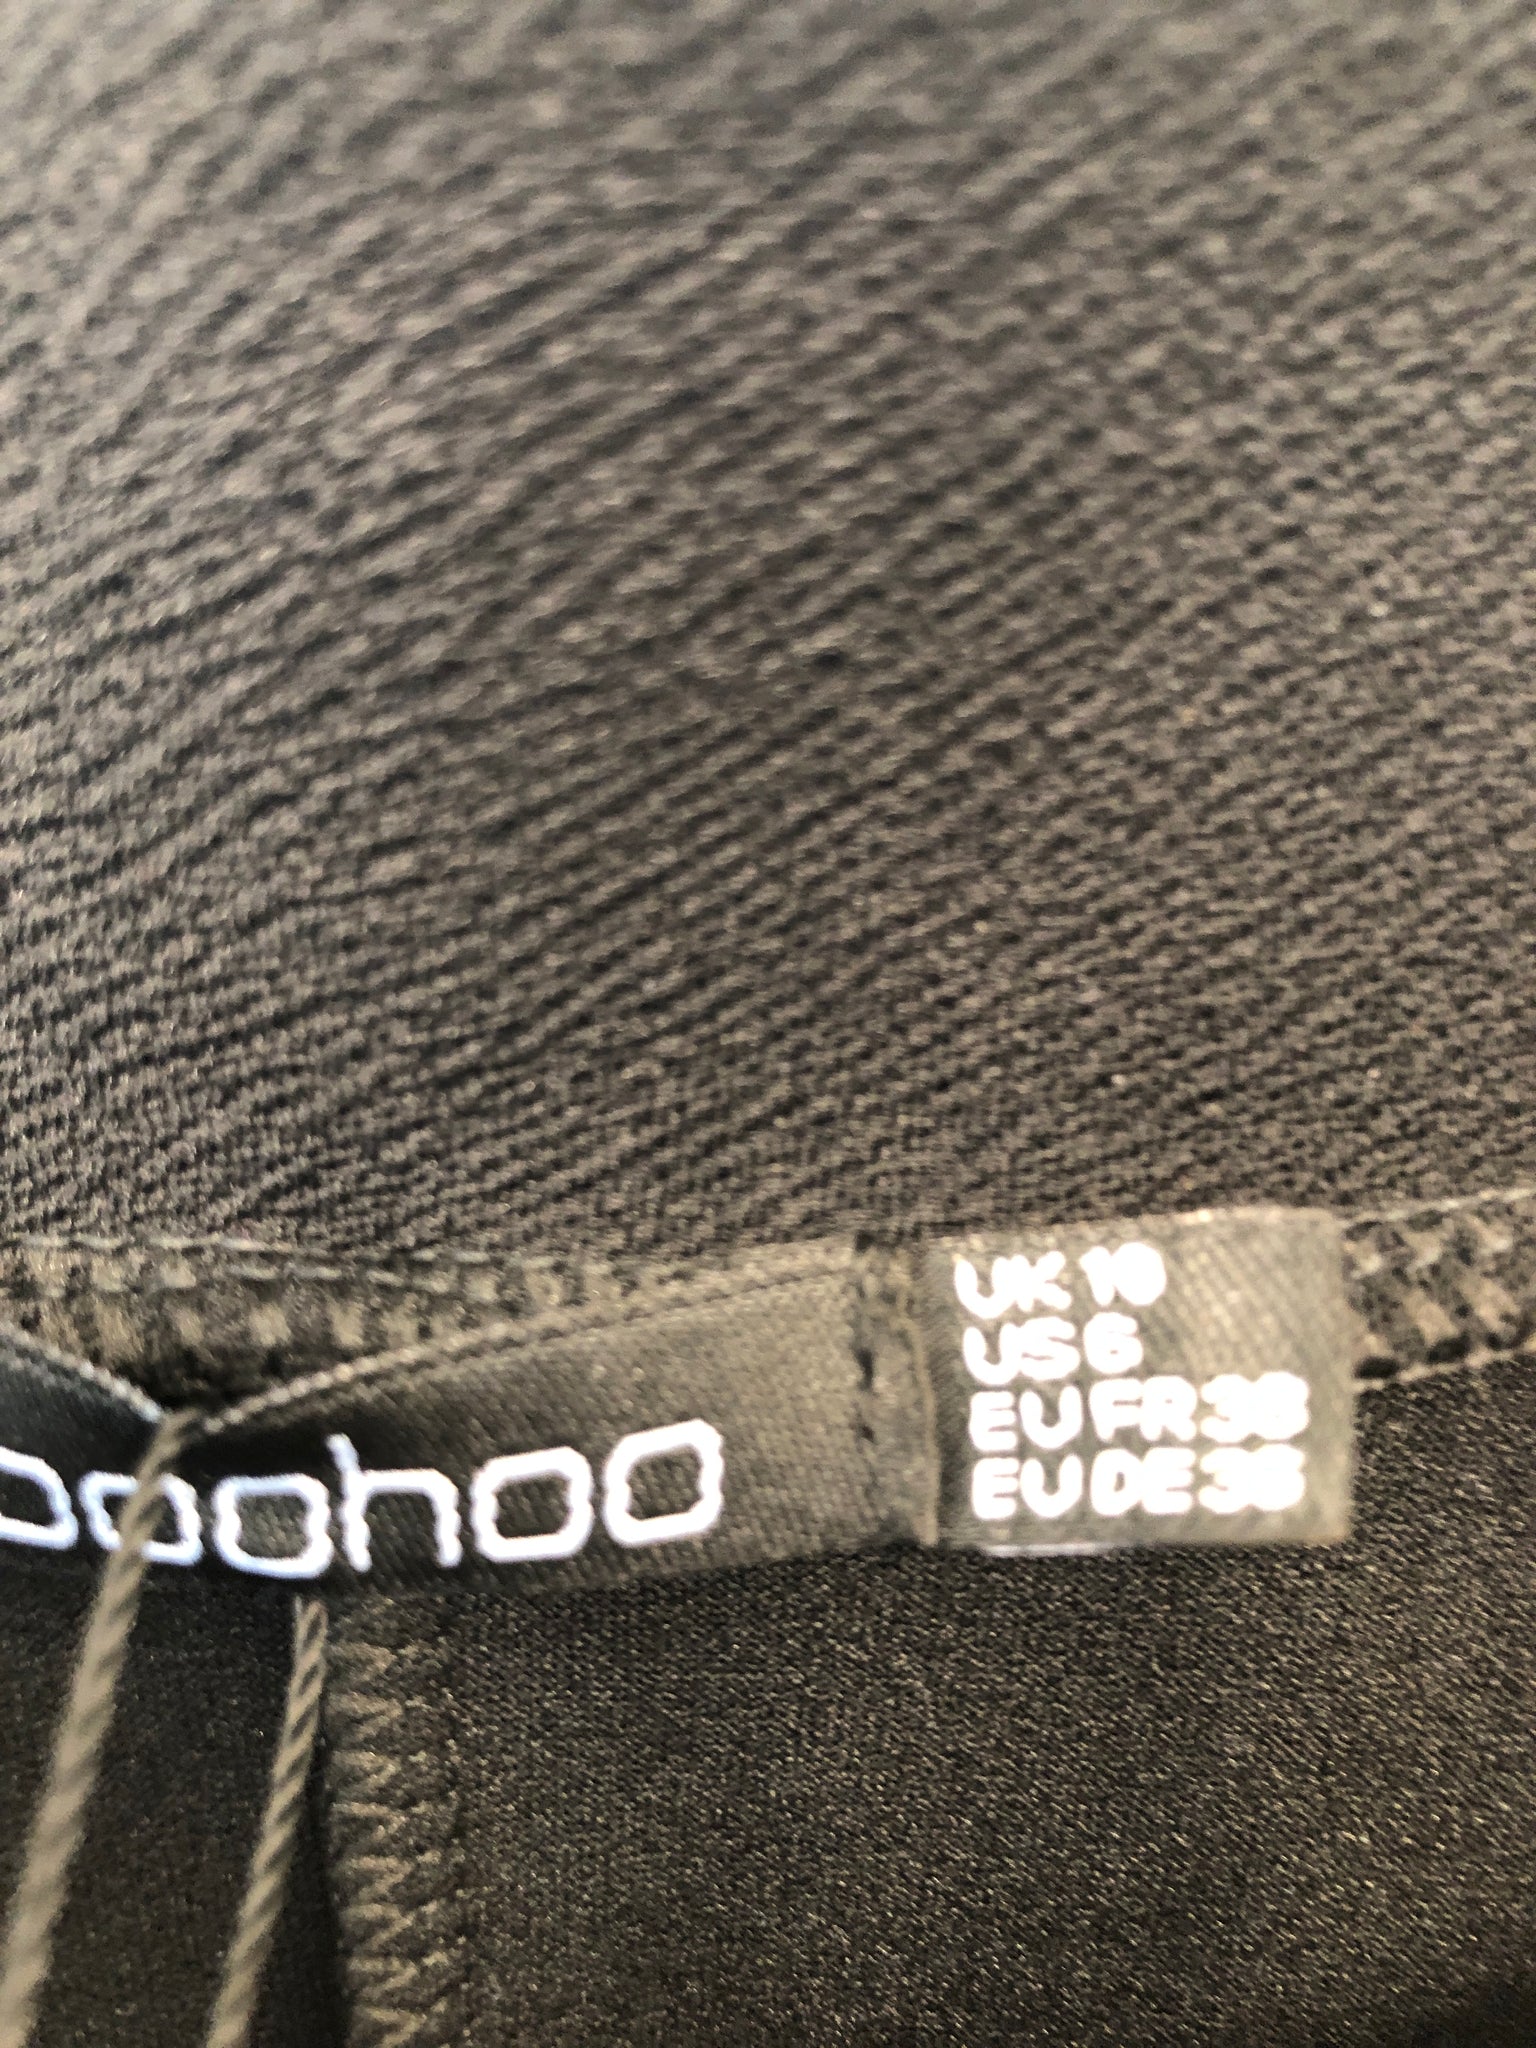 boohoo
UK 10
US 6
EU FR 38
EU DE 36